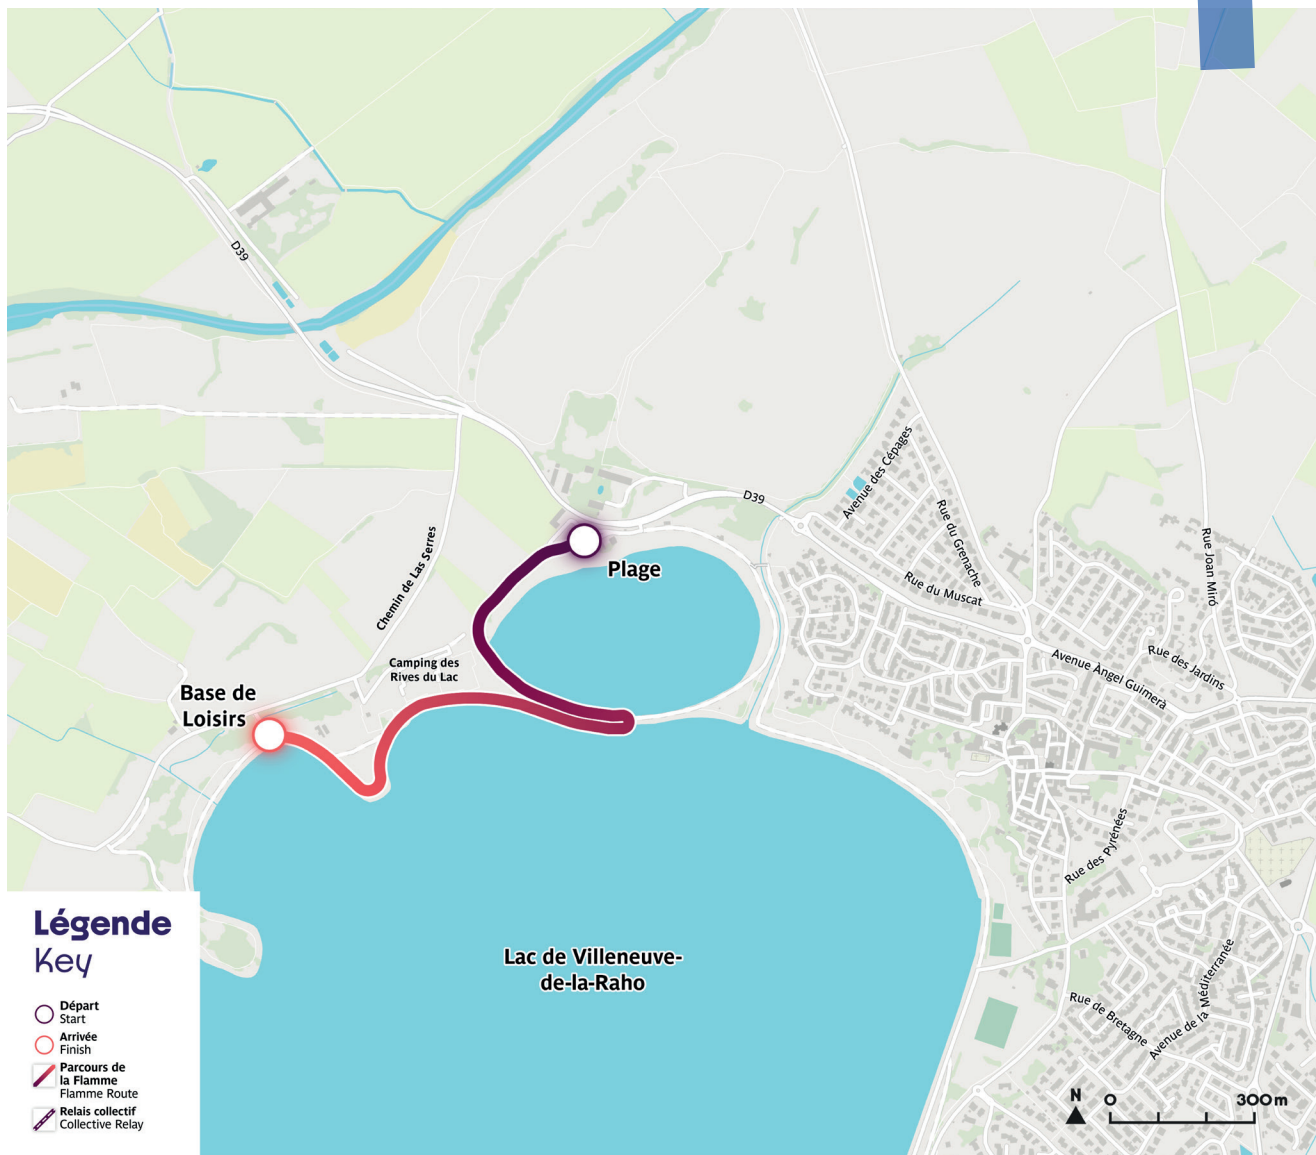 D39
D39
Avenue des Cépages
Rue du Grenache
Rue du Muscat
Rue Joan Miró
Chemin de Las Serres
Plage
Camping des
Rives du Lac
Rue des Jardins
Avenue Àngel Guimerà
Base de
Loisirs
Rue des Pyrénées
Lac de Villeneuve-
de-la-Raho
Rue de Bretagne
Avenue de la Méditerranée
Légende
Key
Départ
Start
Arrivée
Finish
Parcours de
la Flamme
Flamme Route
Relais collectif
Collective Relay
N 0 300 m